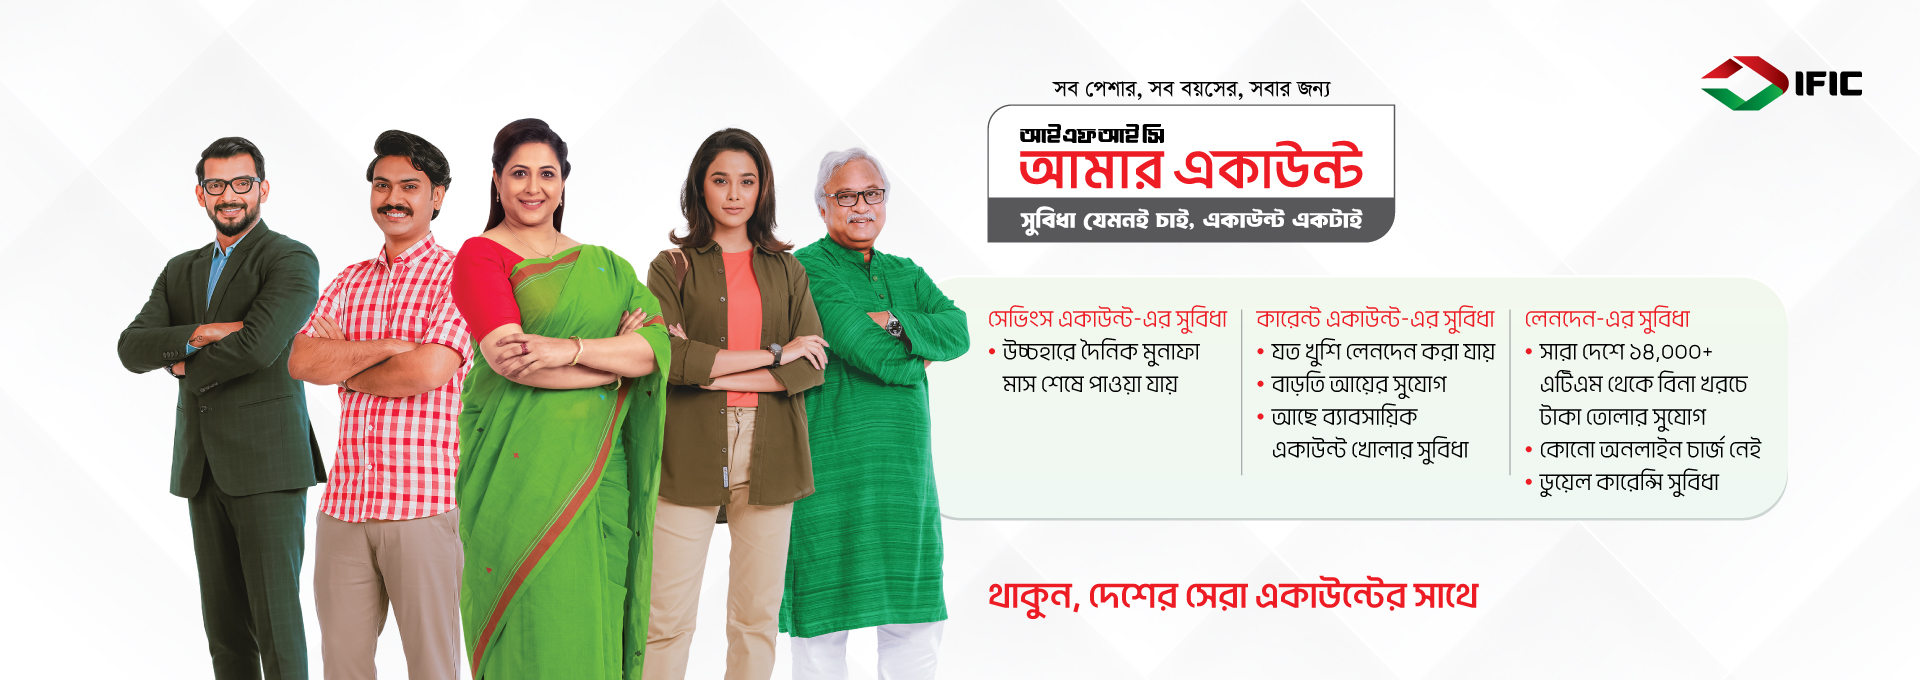 সব পেশার, সব বয়সের, সবার জন্য
আইএফআইসি
আমার একাউন্ট
সুবিধা যেমনই চাই, একাউন্ট একটাই
IFIC
সেভিংস একাউন্ট-এর সুবিধা
• উচ্চহারে দৈনিক মুনাফা
মাস শেষে পাওয়া যায়
কারেন্ট একাউন্ট-এর সুবিধা
• যত খুশি লেনদেন করা যায়
• বাড়তি আয়ের সুযোগ
• আছে ব্যাবসায়িক
একাউন্ট খোলার সুবিধা
লেনদেন-এর সুবিধা
• সারা দেশে ১৪,০০০+
এটিএম থেকে বিনা খরচে
টাকা তোলার সুযোগ
• কোনো অনলাইন চার্জ নেই
• ডুয়েল কারেন্সি সুবিধা
থাকুন, দেশের সেরা একাউন্টের সাথে